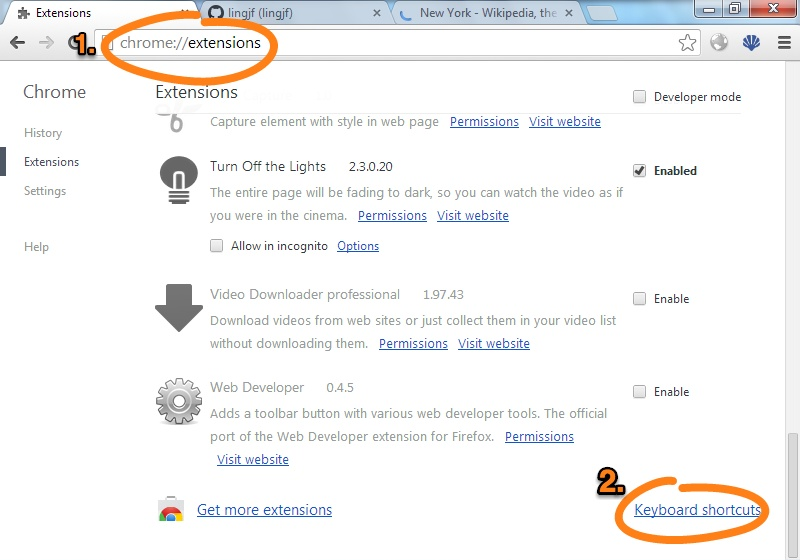 Extensions
lingjf (lingjf)
New York - Wikipedia, the
1.
chrome://extensions
Chrome
Extensions
Developer mode
History
Extensions
Settings
Help
Capture element with style in web page Permissions Visit website
Turn Off the Lights 2.3.0.20
Enabled
The entire page will be fading to dark, so you can watch the video as if
you were in the cinema. Permissions Visit website
Allow in incognito Options
Video Downloader professional 1.97.43
Enable
Download videos from web sites or just collect them in your video list
without downloading them. Permissions Visit website
Web Developer 0.4.5
Enable
Adds a toolbar button with various web developer tools. The official
port of the Web Developer extension for Firefox. Permissions
Visit website
2.
Get more extensions
Keyboard shortcuts